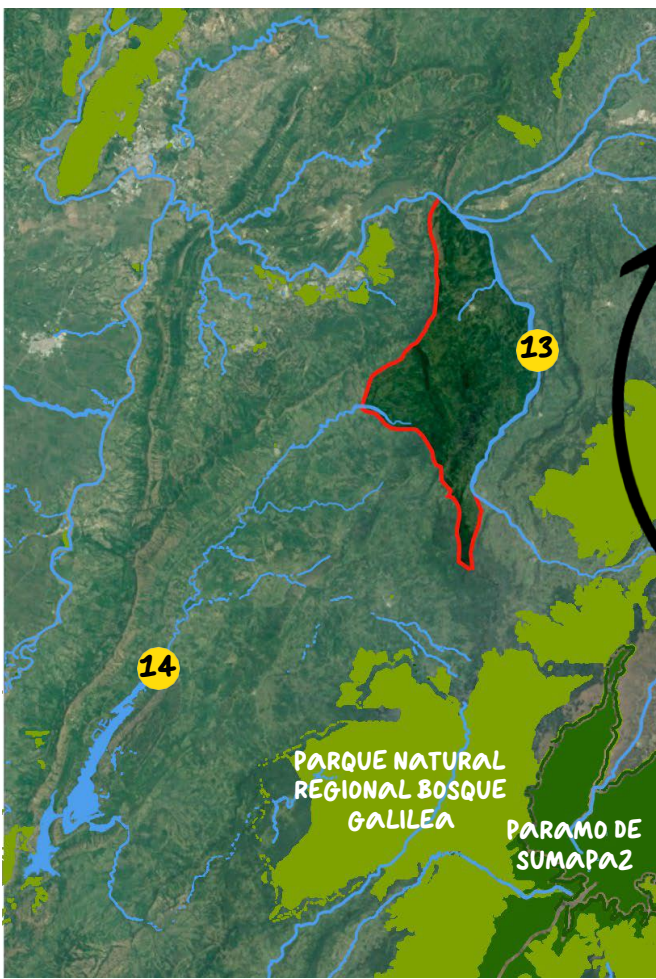 13
14
PARQUE NATURAL
REGIONAL BOSQUE
GALILEA
PARAMO DE
SUMAPAZ